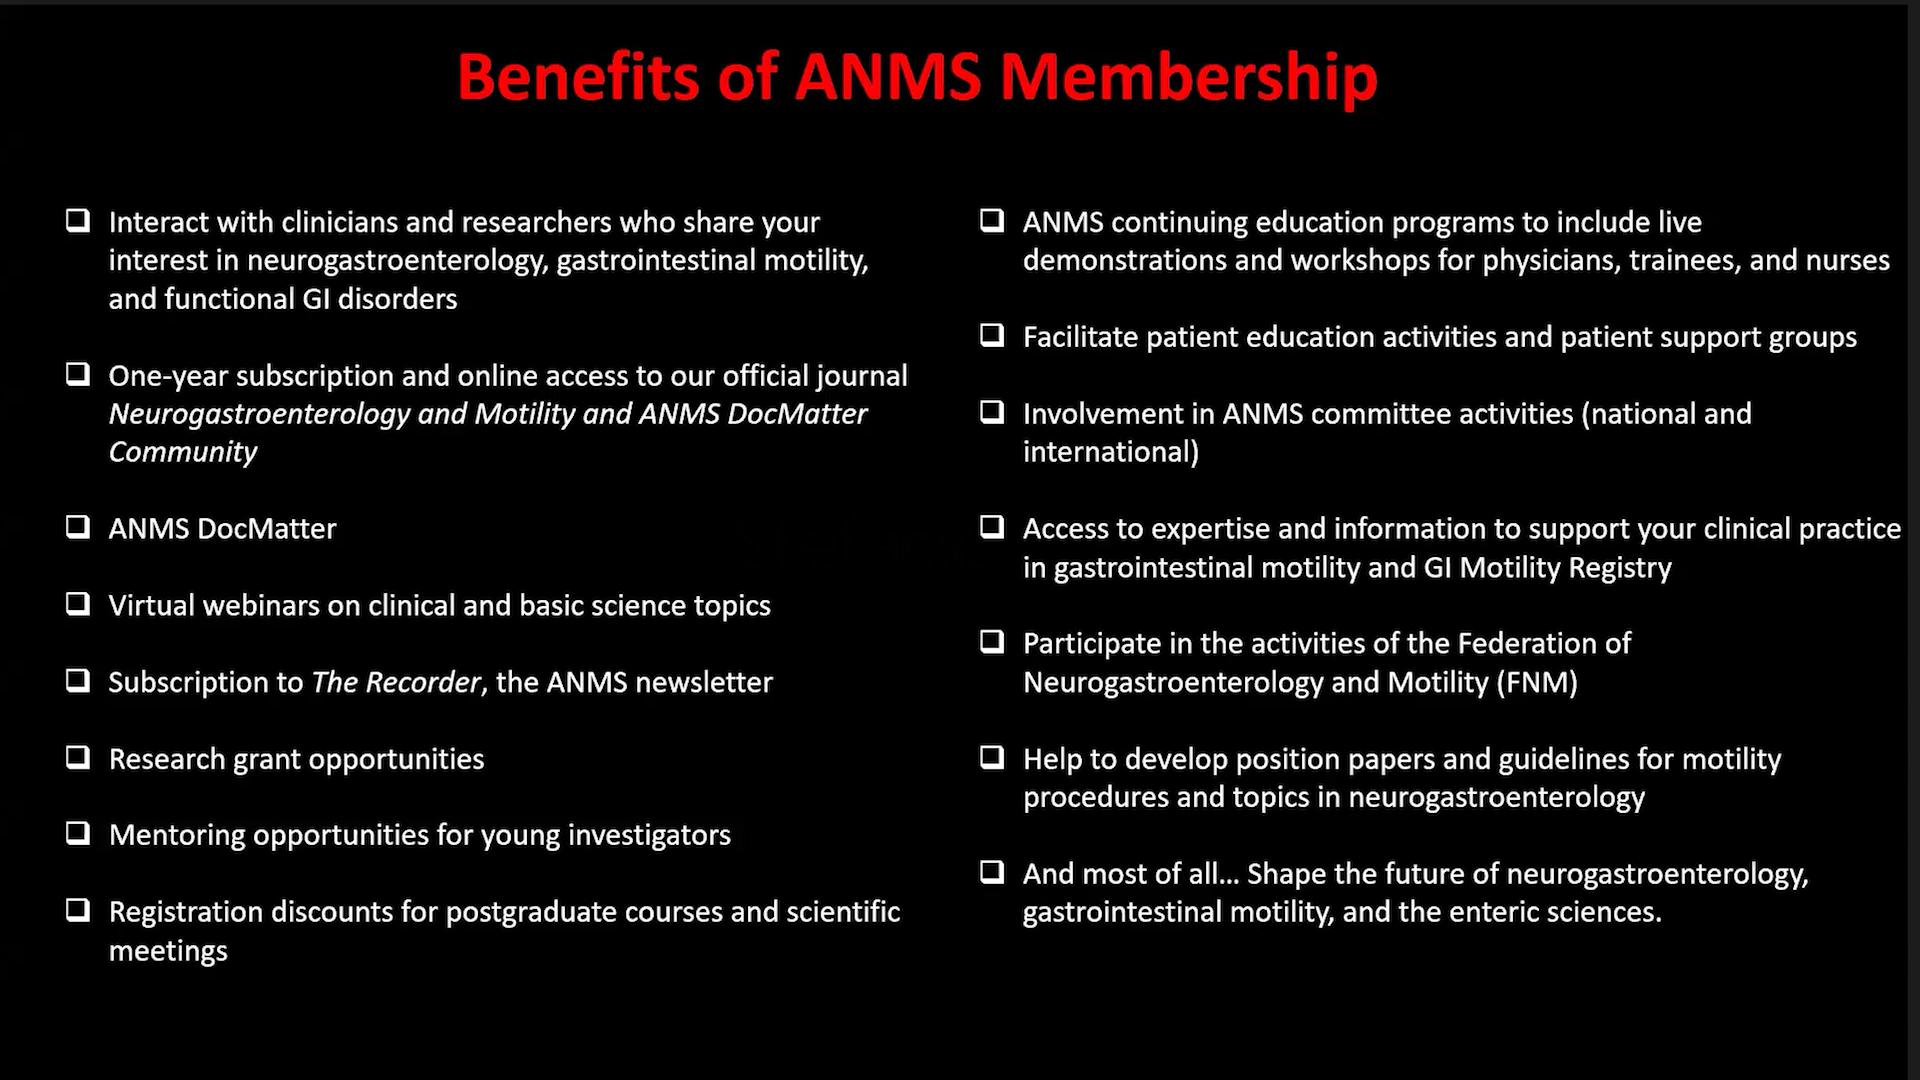 Benefits of ANMS Membership
Interact with clinicians and researchers who share your
interest in neurogastroenterology, gastrointestinal motility,
and functional GI disorders
One-year subscription and online access to our official journal
Neurogastroenterology and Motility and ANMS DocMatter
Community
ANMS DocMatter
Virtual webinars on clinical and basic science topics
Subscription to The Recorder, the ANMS newsletter
Research grant opportunities
Mentoring opportunities for young investigators
Registration discounts for postgraduate courses and scientific
meetings
ANMS continuing education programs to include live
demonstrations and workshops for physicians, trainees, and nurses
Facilitate patient education activities and patient support groups
Involvement in ANMS committee activities (national and
international)
Access to expertise and information to support your clinical practice
in gastrointestinal motility and GI Motility Registry
Participate in the activities of the Federation of
Neurogastroenterology and Motility (FNM)
Help to develop position papers and guidelines for motility
procedures and topics in neurogastroenterology
And most of all… Shape the future of neurogastroenterology,
gastrointestinal motility, and the enteric sciences.